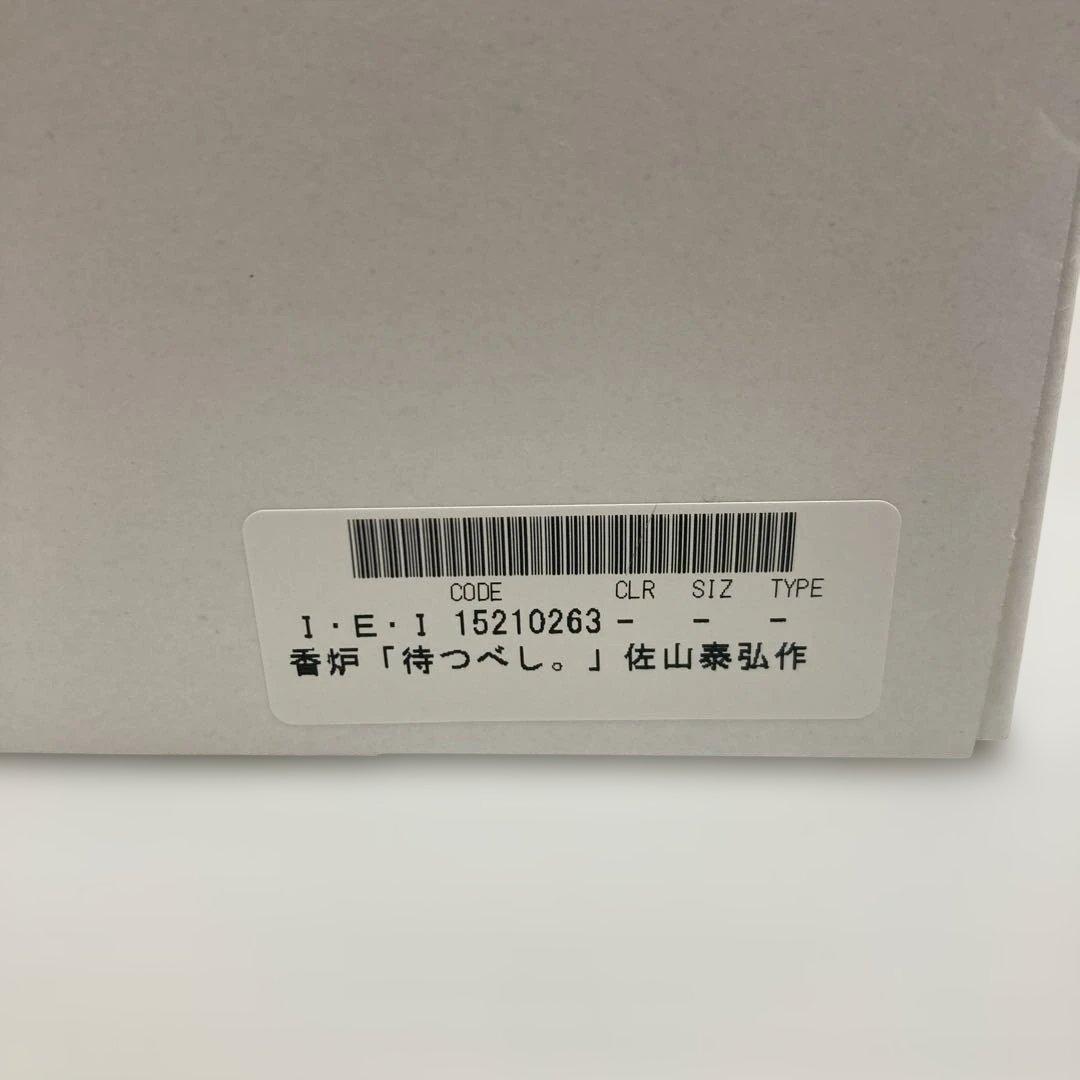 CODE CLR SIZ TYPE
I・E・I 15210263 - - -
香炉「待つべし。」佐山泰弘作